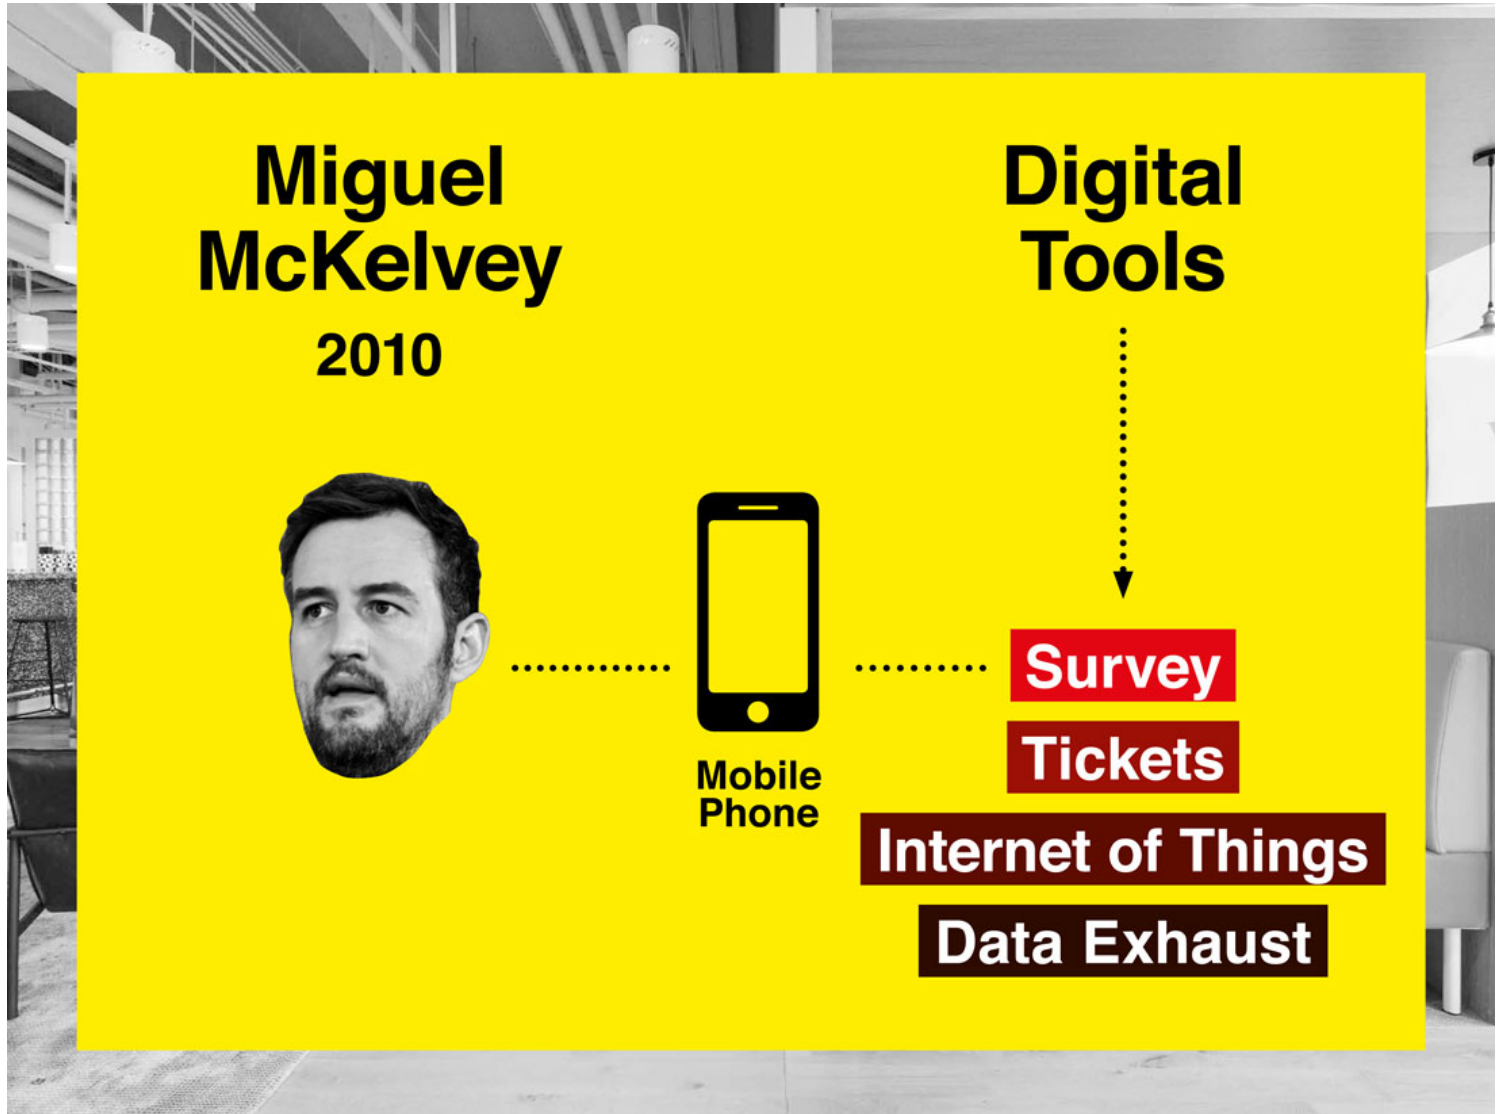 Miguel
McKelvey
2010
Digital
Tools
Mobile
Phone
Survey
Tickets
Internet of Things
Data Exhaust